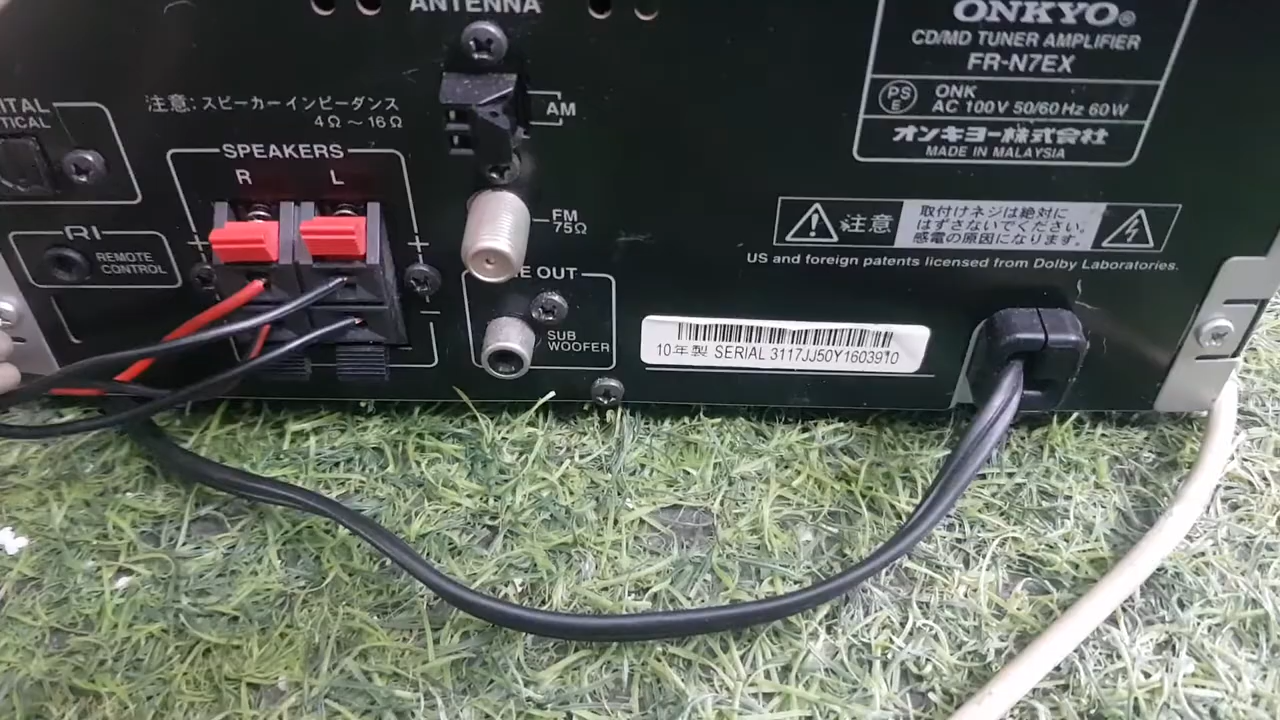 ANTENNA
ONKYO®
CD/MD TUNER AMPLIFIER
FR-N7EX
PS
E
ONK
AC 100V 50/60Hz 60W
オンキヨー株式会社
MADE IN MALAYSIA
注意: スピーカーインピーダンス
4Ω～16Ω
AM
SPEAKERS
R
L
FM
75Ω
RI
REMOTE
CONTROL
+
+
−
OUT
SUB
WOOFER
注意
取付けネジは絶対に
はずさないでください。
感電の原因になります。
US and foreign patents licensed from Dolby Laboratories.
10年製 SERIAL 3117JJ50Y1603910